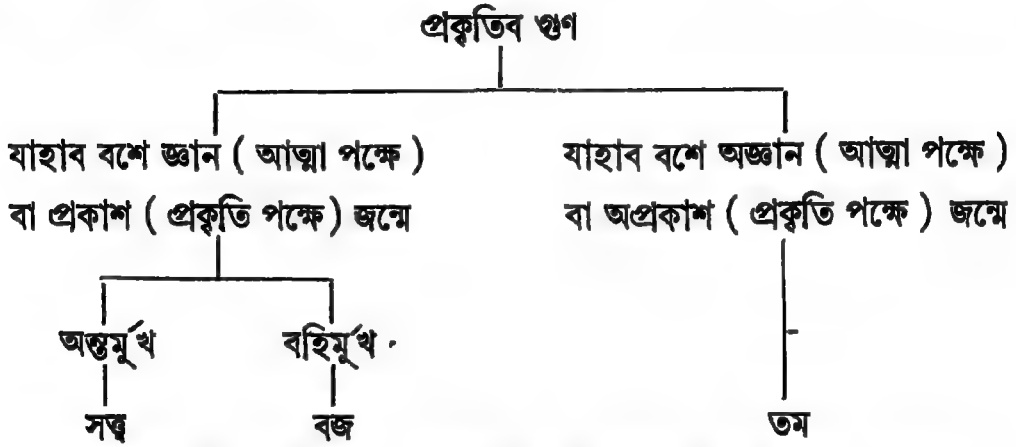 প্রকৃতিব গুণ
যাহাব বশে জ্ঞান ( আত্মা পক্ষে )
বা প্রকাশ ( প্রকৃতি পক্ষে ) জন্মে
যাহাব বশে অজ্ঞান ( আত্মা পক্ষে )
বা অপ্রকাশ ( প্রকৃতি পক্ষে ) জন্মে
অন্তর্মুখ
বহির্মুখ
সত্ত্ব
বজ
তম